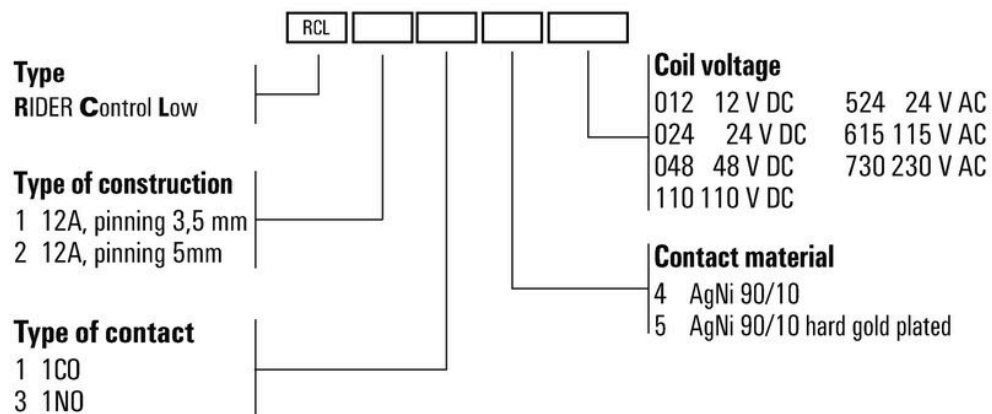 RCL
Type
RIDER Control Low
Type of construction
1 12A, pinning 3,5 mm
2 12A, pinning 5mm
Type of contact
1 1CO
3 1NO
Coil voltage
012 12 V DC 524 24 V AC
024 24 V DC 615 115 V AC
048 48 V DC 730 230 V AC
110 110 V DC
Contact material
4 AgNi 90/10
5 AgNi 90/10 hard gold plated